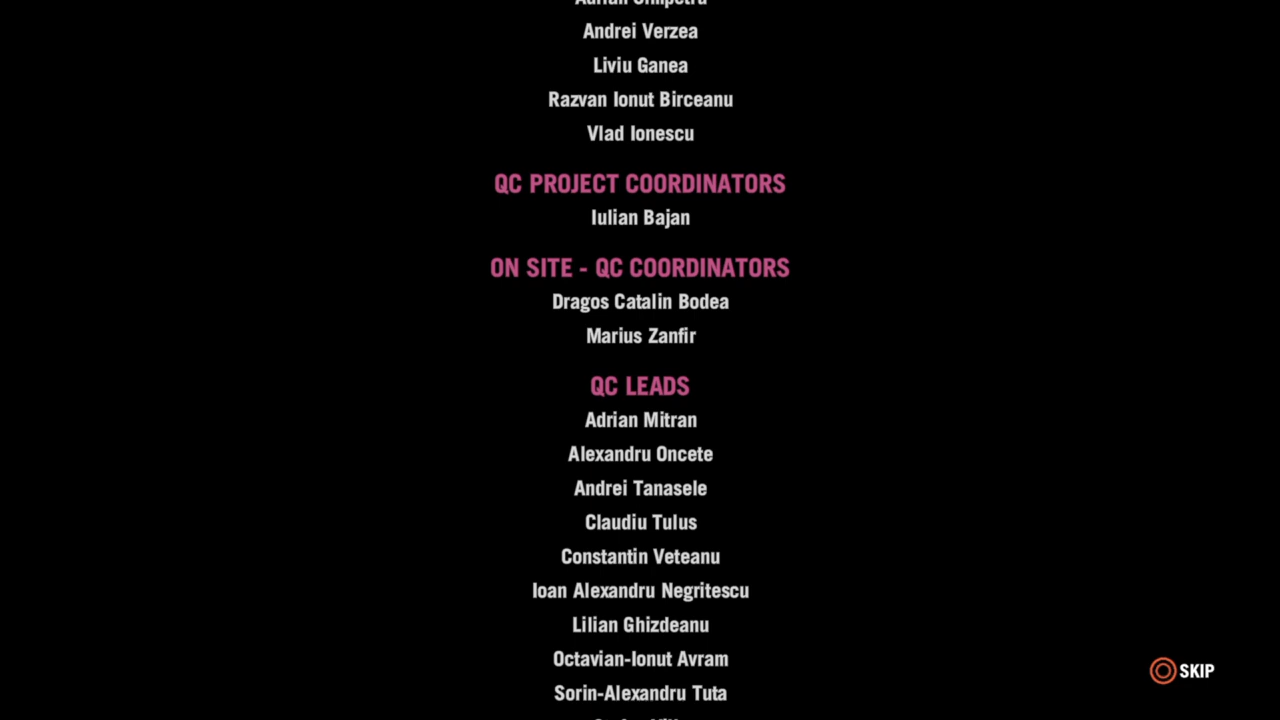 Andrei Verzea
Liviu Ganea
Razvan Ionut Birceanu
Vlad Ionescu
QC PROJECT COORDINATORS
Iulian Bajan
ON SITE - QC COORDINATORS
Dragos Catalin Bodea
Marius Zanfir
QC LEADS
Adrian Mitran
Alexandru Oncete
Andrei Tanasele
Claudiu Tulus
Constantin Veteanu
Ioan Alexandru Negritescu
Lilian Ghizdeanu
Octavian-Ionut Avram
SKIP
Sorin-Alexandru Tuta